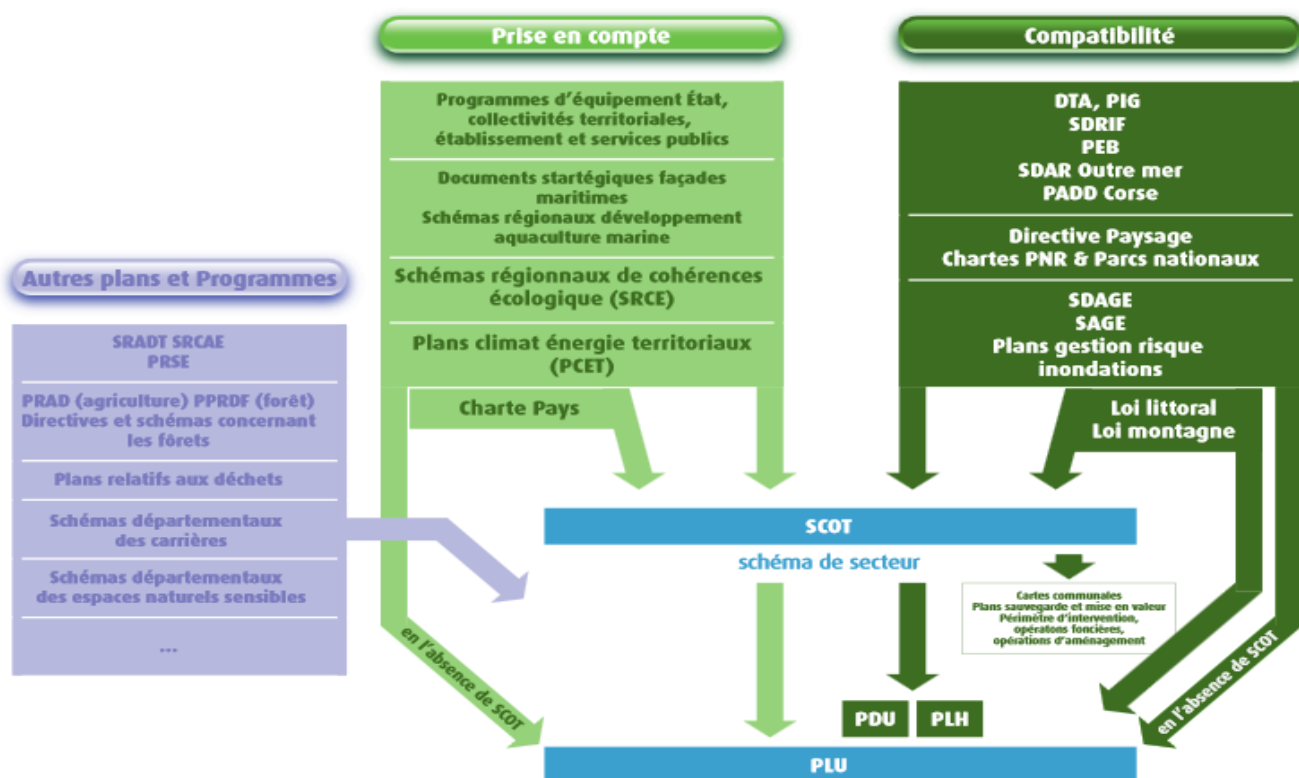 Prise en compte
Programmes d'équipement État,
collectivités territoriales,
établissement et services publics
Documents startégiques façades
maritimes
Schémas régionaux développement
aquaculture marine
Schémas régionnaux de cohérences
écologique (SRCE)
Plans climat énergie territoriaux
(PCET)
Charte Pays
Compatibilité
DTA, PIG
SDRIF
PEB
SDAR Outre mer
PADD Corse
Directive Paysage
Chartes PNR & Parcs nationaux
SDAGE
SAGE
Plans gestion risque
inondations
Loi littoral
Loi montagne
Autres plans et Programmes
SRADT SRCAE
PRSE
PRAD (agriculture) PPRDF (forêt)
Directives et schémas concernant
les fôrets
Plans relatifs aux déchets
Schémas départementaux
des carrières
Schémas départementaux
des espaces naturels sensibles
...
SCOT
schéma de secteur
Cartes communales
Plans sauvegarde et mise en valeur
Périmètre d'intervention,
opératons foncières,
opérations d'aménagement
en l'absence de SCOT
en l'absence de SCOT
PDU
PLH
PLU